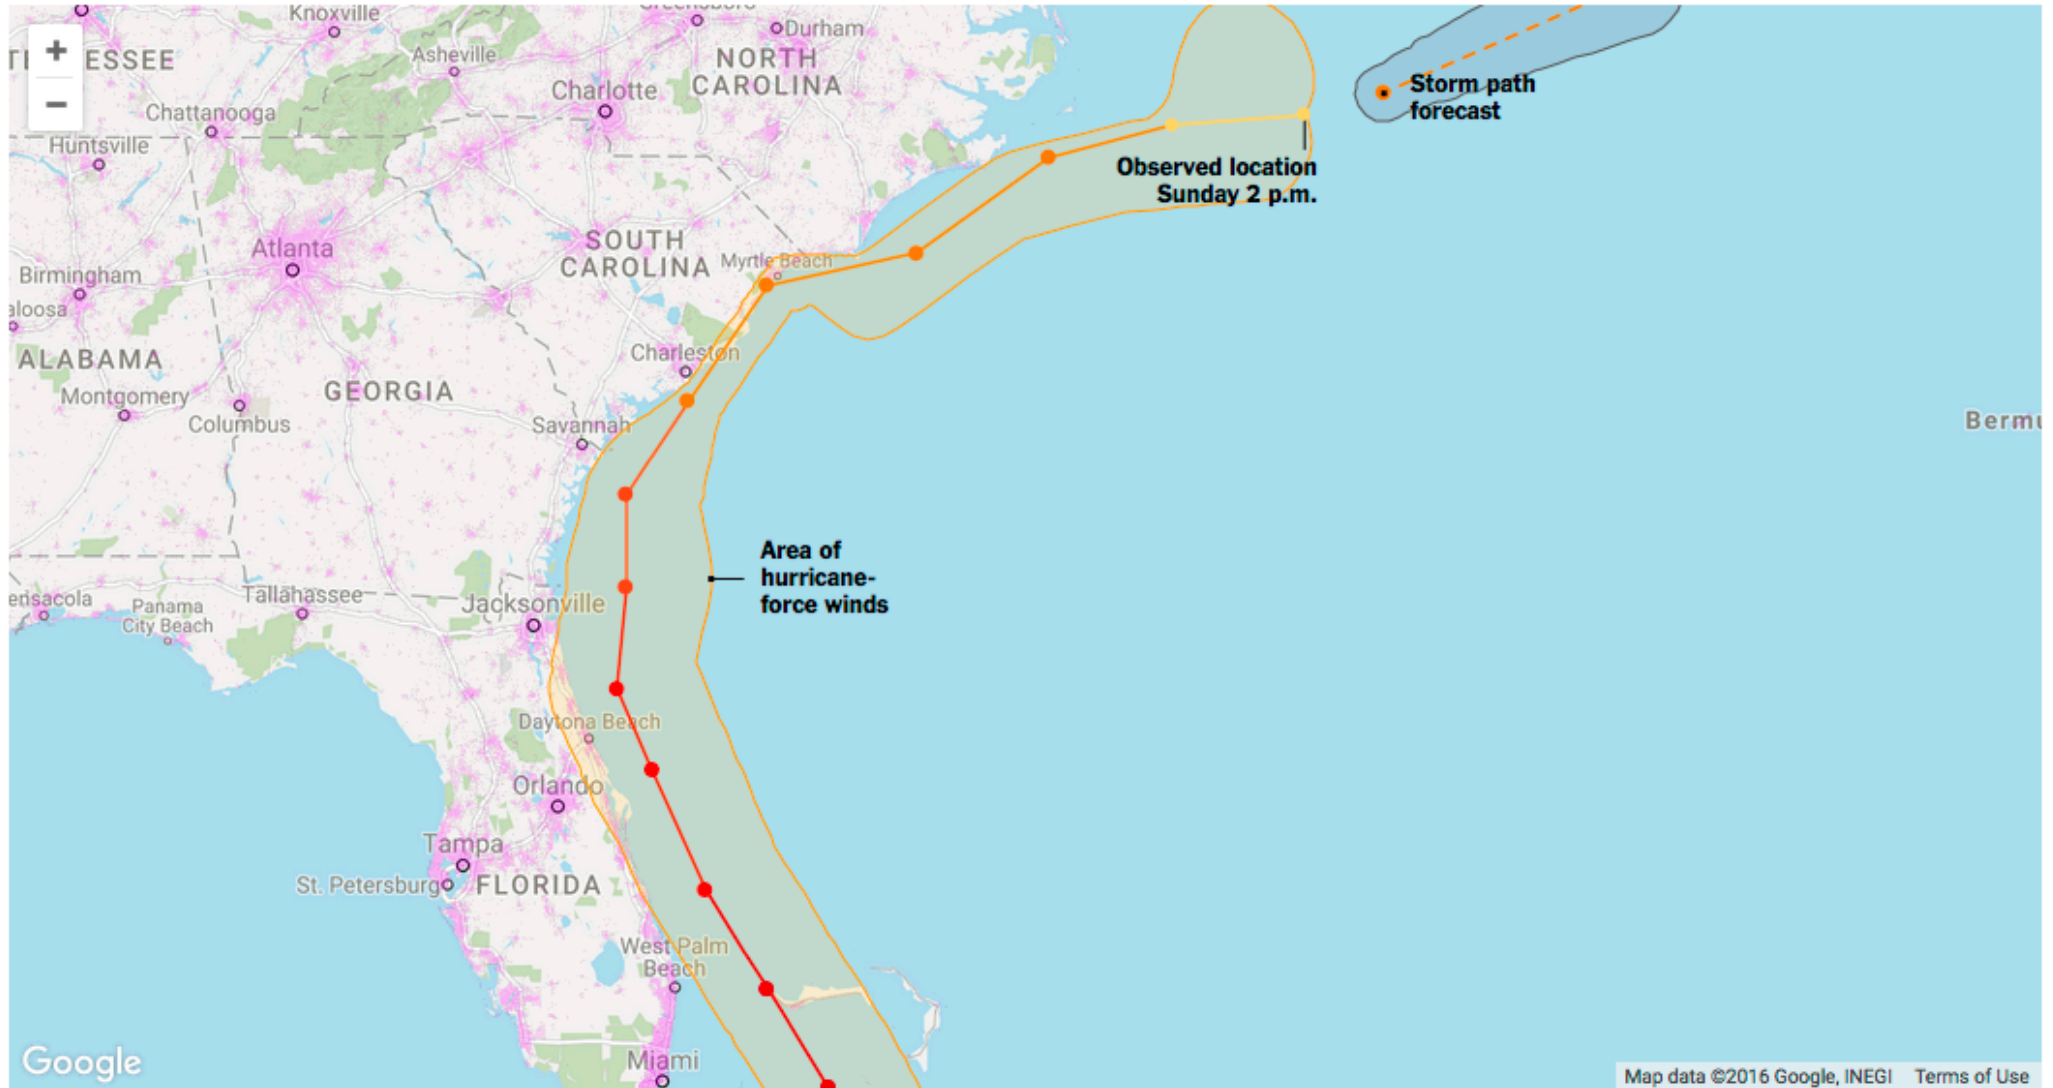 Knoxville
Durham
TE
ESSEE
Asheville
NORTH
CAROLINA
Charlotte
Storm path
forecast
Chattanooga
Huntsville
Observed location
Sunday 2 p.m.
Atlanta
SOUTH
CAROLINA
Myrtle Beach
Birmingham
aloosa
ALABAMA
Charleston
GEORGIA
Montgomery
Columbus
Savannah
Bermu
Area of
hurricane-
force winds
ensacola
Panama
City Beach
Tallahassee
Jacksonville
Daytona Beach
Orlando
Tampa
St. Petersburg
FLORIDA
West Palm
Beach
Miami
Google
Map data ©2016 Google, INEGI
Terms of Use